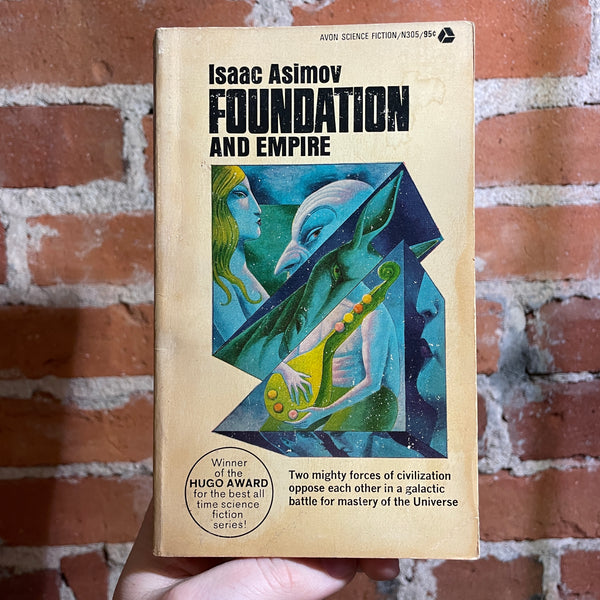 AVON SCIENCE FICTION/N305/95¢
Isaac Asimov
FOUNDATION
AND EMPIRE
Winner
of the
HUGO AWARD
for the best all
time science
fiction
series!
Two mighty forces of civilization
oppose each other in a galactic
battle for mastery of the Universe